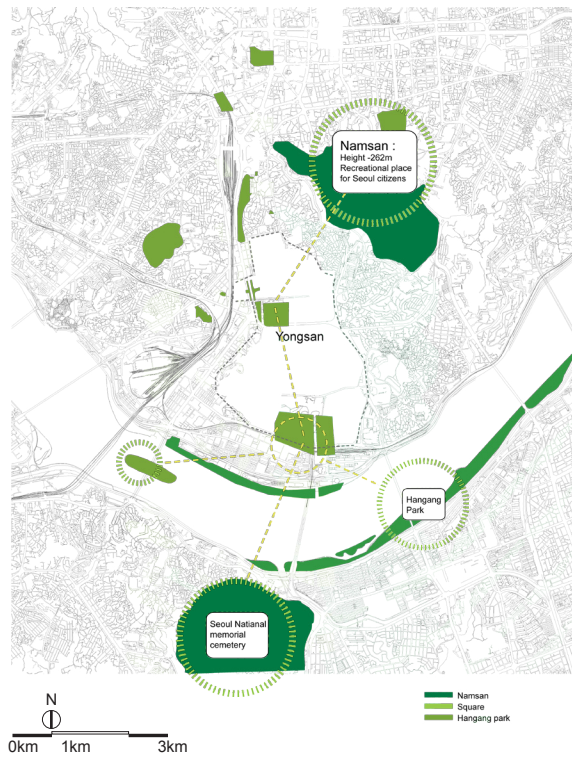 Namsan :
Height -262m
Recreational place
for Seoul citizens
Yongsan
Hangang
Park
Seoul Natianal
memorial
cemetery
N
0km 1km 3km
Namsan
Square
Hangang park